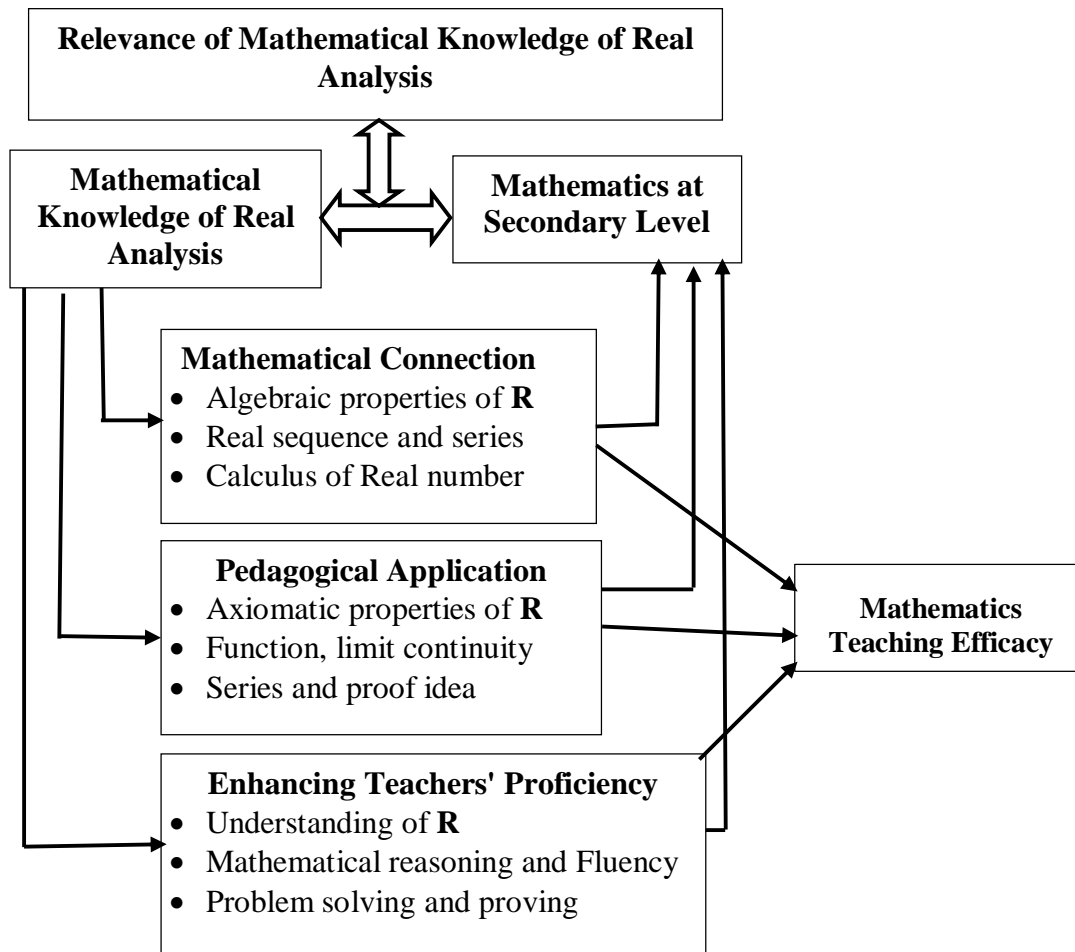 Relevance of Mathematical Knowledge of Real
Analysis
Mathematical
Knowledge of Real
Analysis
Mathematics at
Secondary Level
Mathematical Connection
• Algebraic properties of R
• Real sequence and series
• Calculus of Real number
Pedagogical Application
• Axiomatic properties of R
• Function, limit continuity
• Series and proof idea
Mathematics
Teaching Efficacy
Enhancing Teachers' Proficiency
• Understanding of R
• Mathematical reasoning and Fluency
• Problem solving and proving